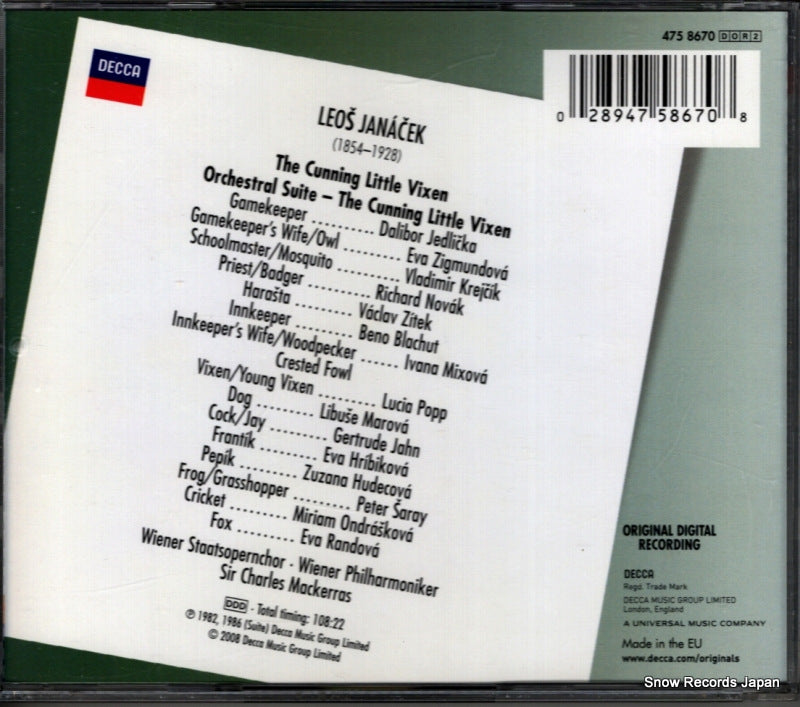 DECCA
475 8670 DOR2
0 28947 58670 8
LEOŠ JANÁČEK
(1854–1928)
The Cunning Little Vixen
Orchestral Suite – The Cunning Little Vixen
Gamekeeper .......... Dalibor Jedlička
Gamekeeper's Wife/Owl ......... Eva Zigmundová
Schoolmaster/Mosquito .......... Vladimir Krejčík
Priest/Badger .......... Richard Novák
Harašta ......... Václav Zítek
Innkeeper ......... Beno Blachut
Innkeeper's Wife/Woodpecker ...... Ivana Mixová
Crested Fowl
Vixen/Young Vixen ......... Lucia Popp
Dog ......... Libuše Marová
Cock/Jay ......... Gertrude Jahn
Frantík ......... Eva Hríbiková
Pepík ......... Zuzana Hudecová
Frog/Grasshopper ......... Peter Šaray
Cricket ......... Miriam Ondrášková
Fox ......... Eva Randová
Wiener Staatsopernchor · Wiener Philharmoniker
Sir Charles Mackerras
DDD · Total timing: 108:22
℗ 1982, 1986 (Suite) Decca Music Group Limited
© 2008 Decca Music Group Limited
ORIGINAL DIGITAL
RECORDING
DECCA
Regd. Trade Mark
DECCA MUSIC GROUP LIMITED
London, England
A UNIVERSAL MUSIC COMPANY
Made in the EU
www.decca.com/originals
Snow Records Japan